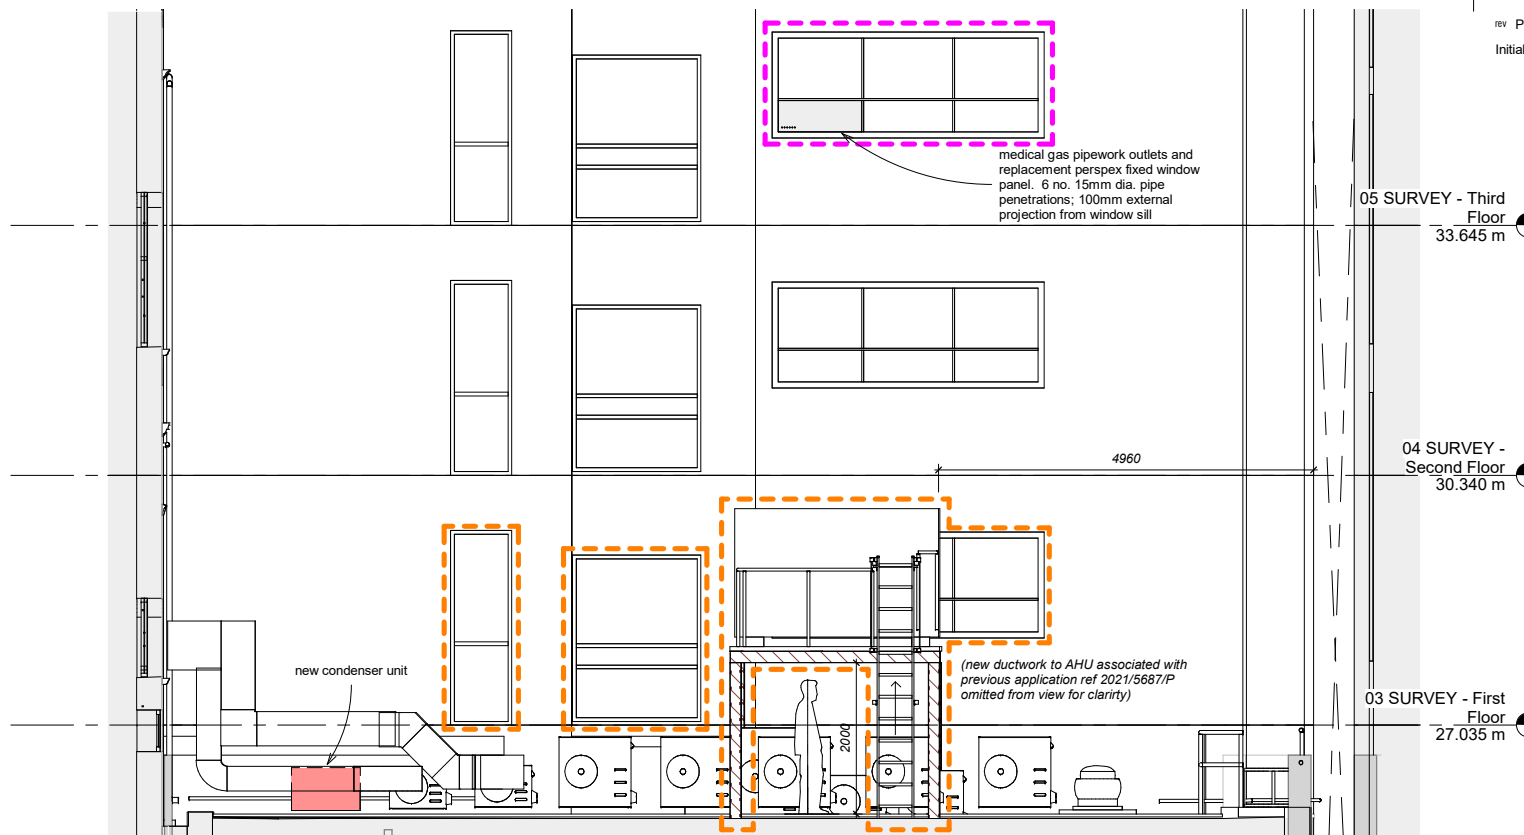 rev P
Initial
medical gas pipework outlets and
replacement perspex fixed window
panel. 6 no. 15mm dia. pipe
penetrations; 100mm external
projection from window sill
05 SURVEY - Third
Floor
33.645 m
4960
04 SURVEY -
Second Floor
30.340 m
new condenser unit
(new ductwork to AHU associated with
previous application ref 2021/5687/P
omitted from view for clarirty)
2000
03 SURVEY - First
Floor
27.035 m